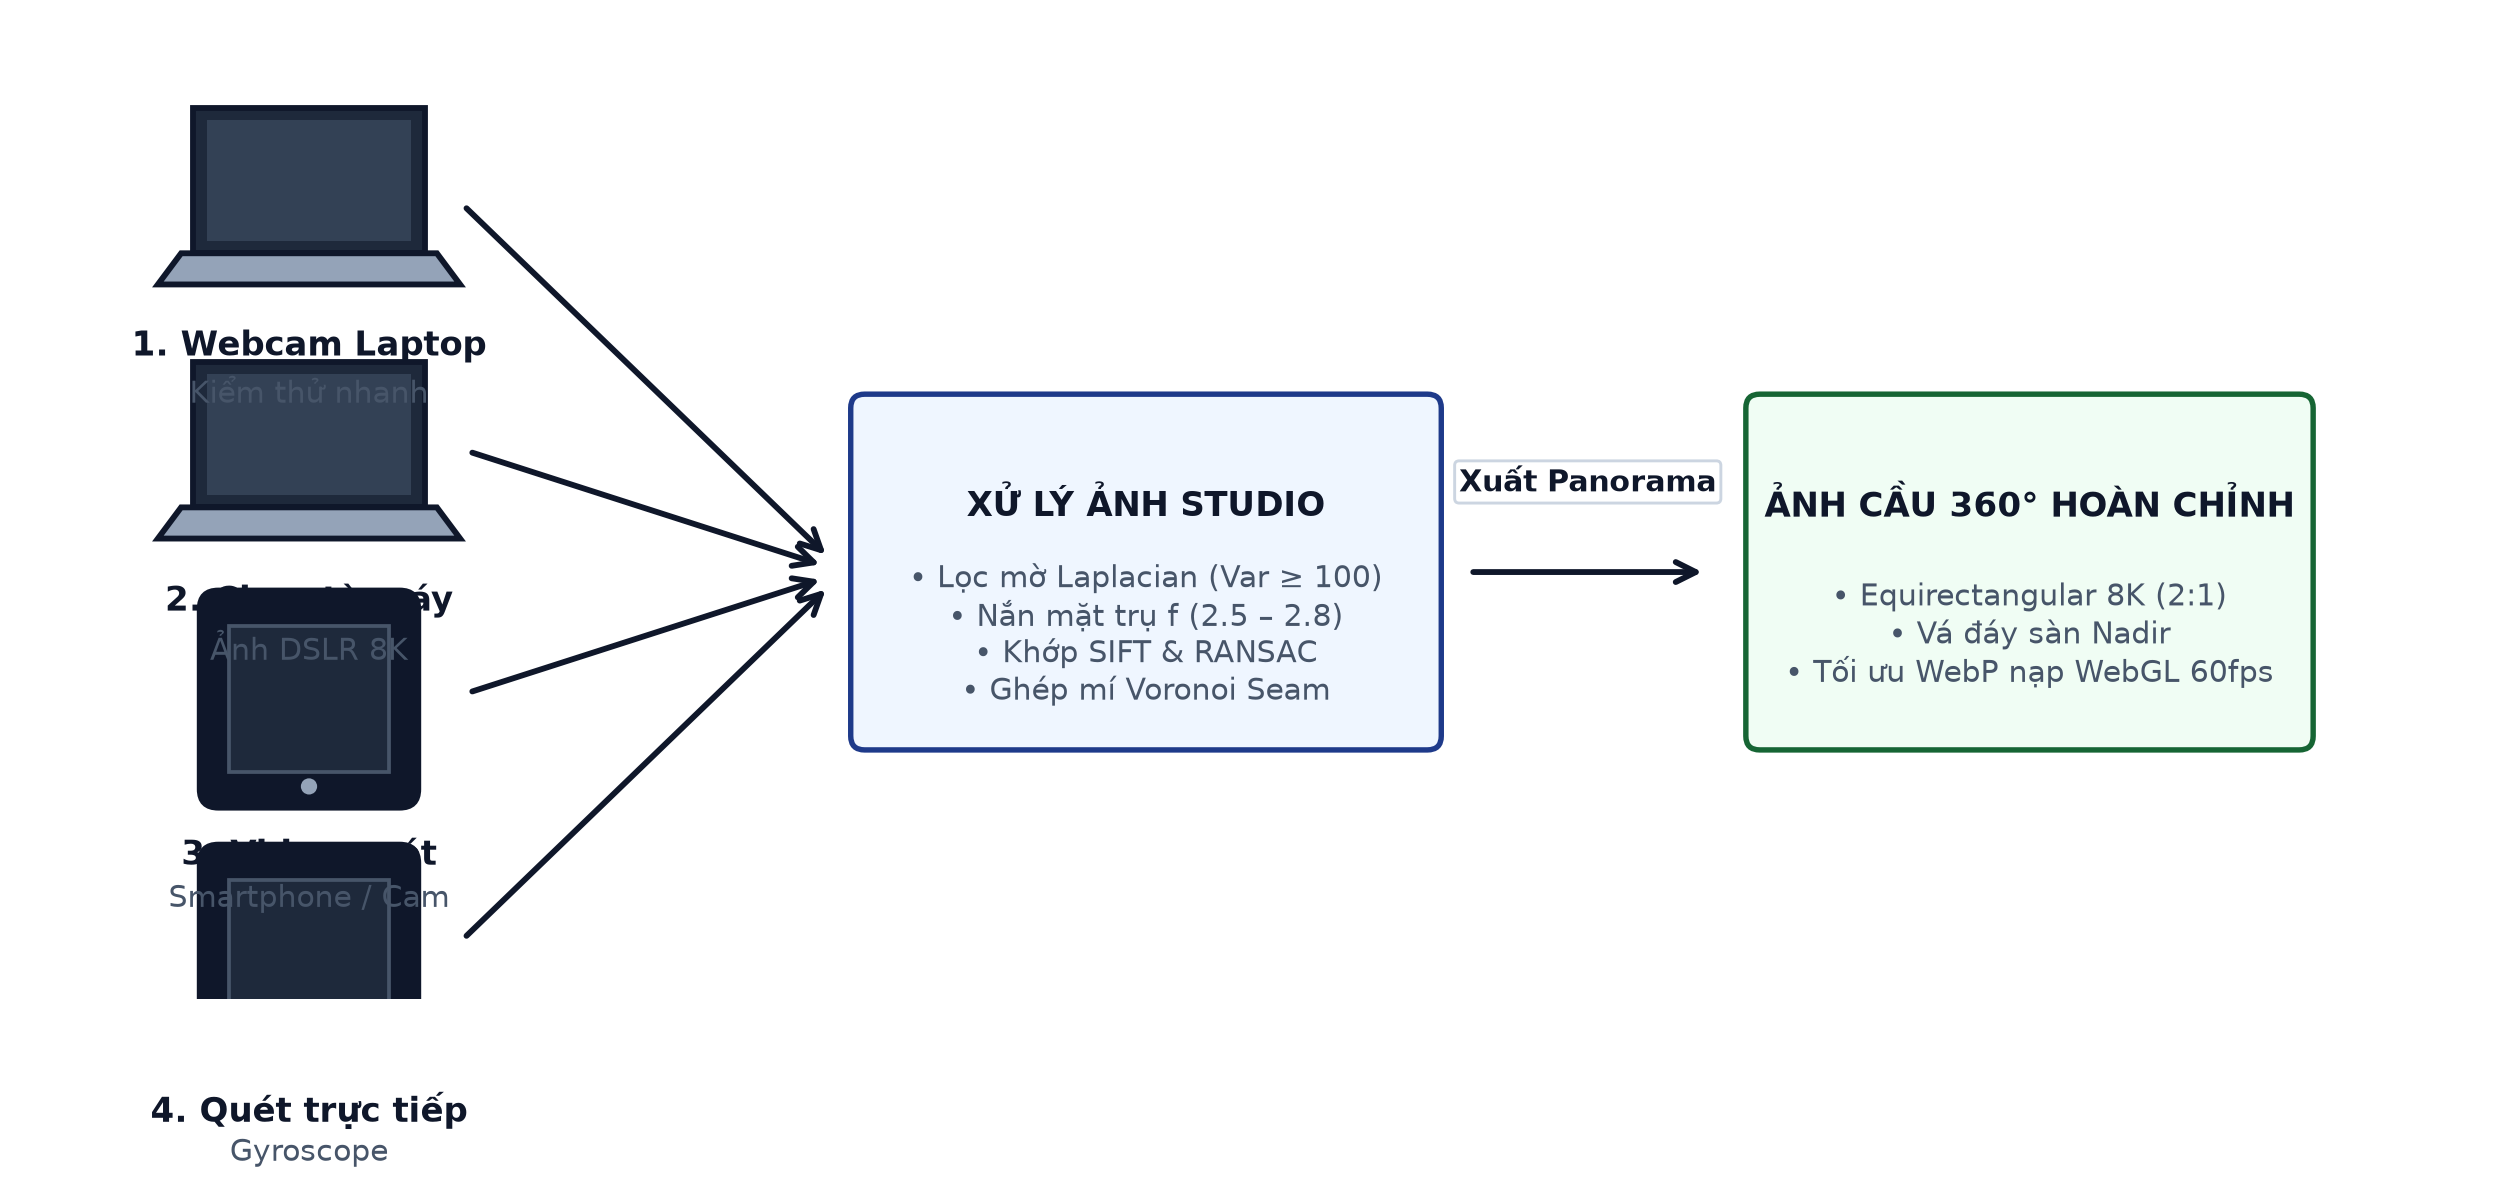 1. Webcam Laptop
Kiểm thử nhanh
2.
Ảnh DSLR 8K
3
Smartphone / Cam
4. Quét trực tiếp
Gyroscope
XỬ LÝ ẢNH STUDIO
• Lọc mờ Laplacian (Var ≥ 100)
• Nắn mặt trụ f (2.5 – 2.8)
• Khớp SIFT & RANSAC
• Ghép mí Voronoi Seam
Xuất Panorama
ẢNH CẦU 360° HOÀN CHỈNH
• Equirectangular 8K (2:1)
• Vá đáy sàn Nadir
• Tối ưu WebP nạp WebGL 60fps